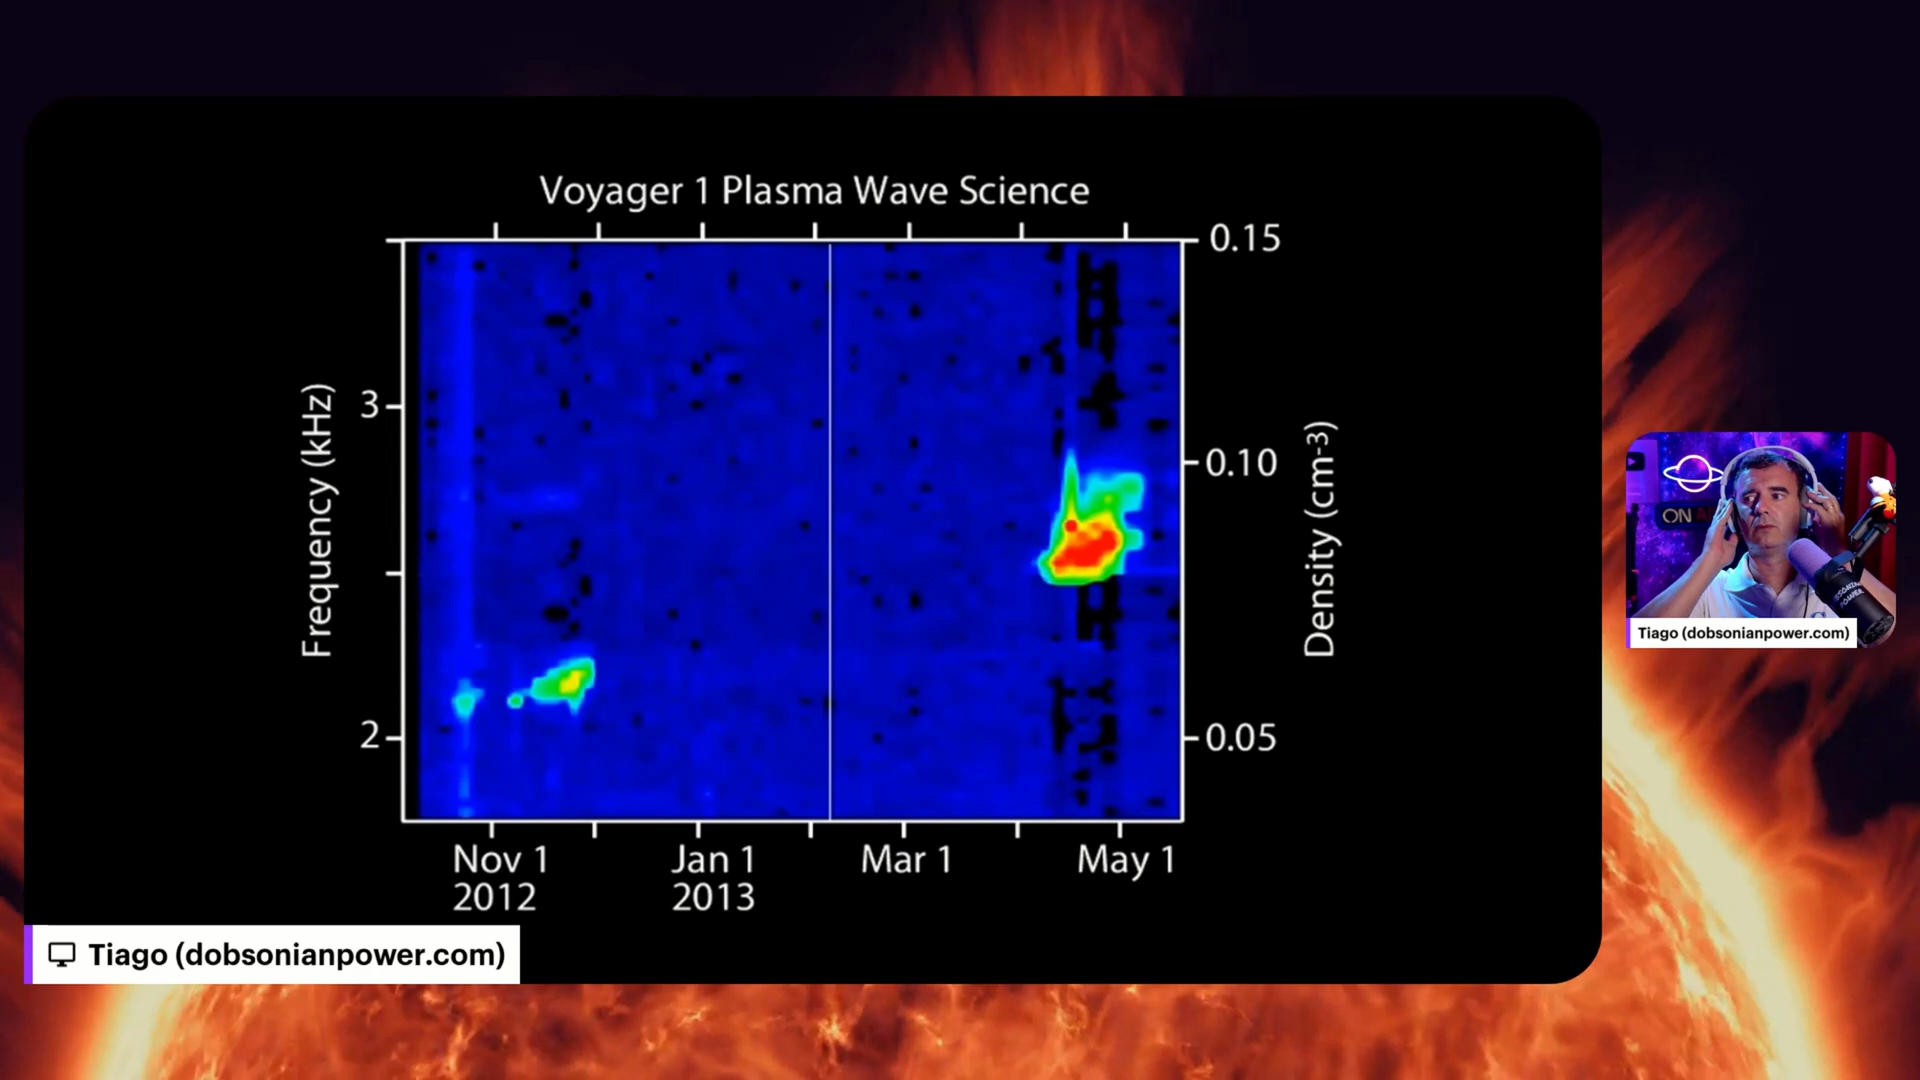 Voyager 1 Plasma Wave Science
0.15
3
0.10
Frequency (kHz)
Density (cm-3)
2
0.05
Nov 1
2012
Jan 1
2013
Mar 1
May 1
Tiago (dobsonianpower.com)
ON
Tiago (dobsonianpower.com)